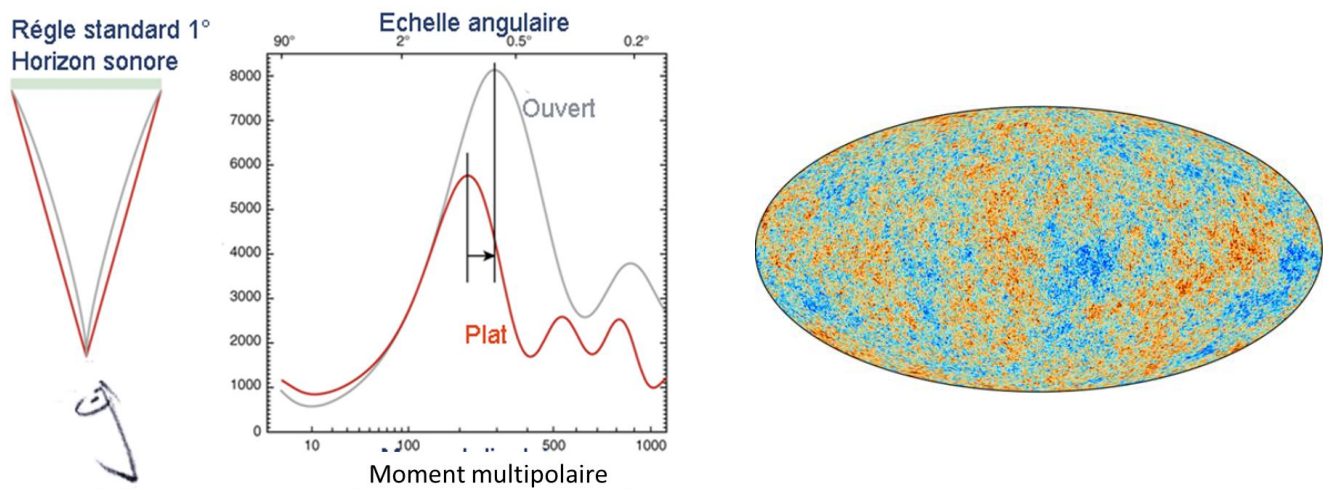 Régle standard 1°
Horizon sonore
Echelle angulaire
90° 2° 0.5° 0.2°
8000
7000
6000
5000
4000
3000
2000
1000
0
Ouvert
Plat
10 100 500 1000
Moment multipolaire